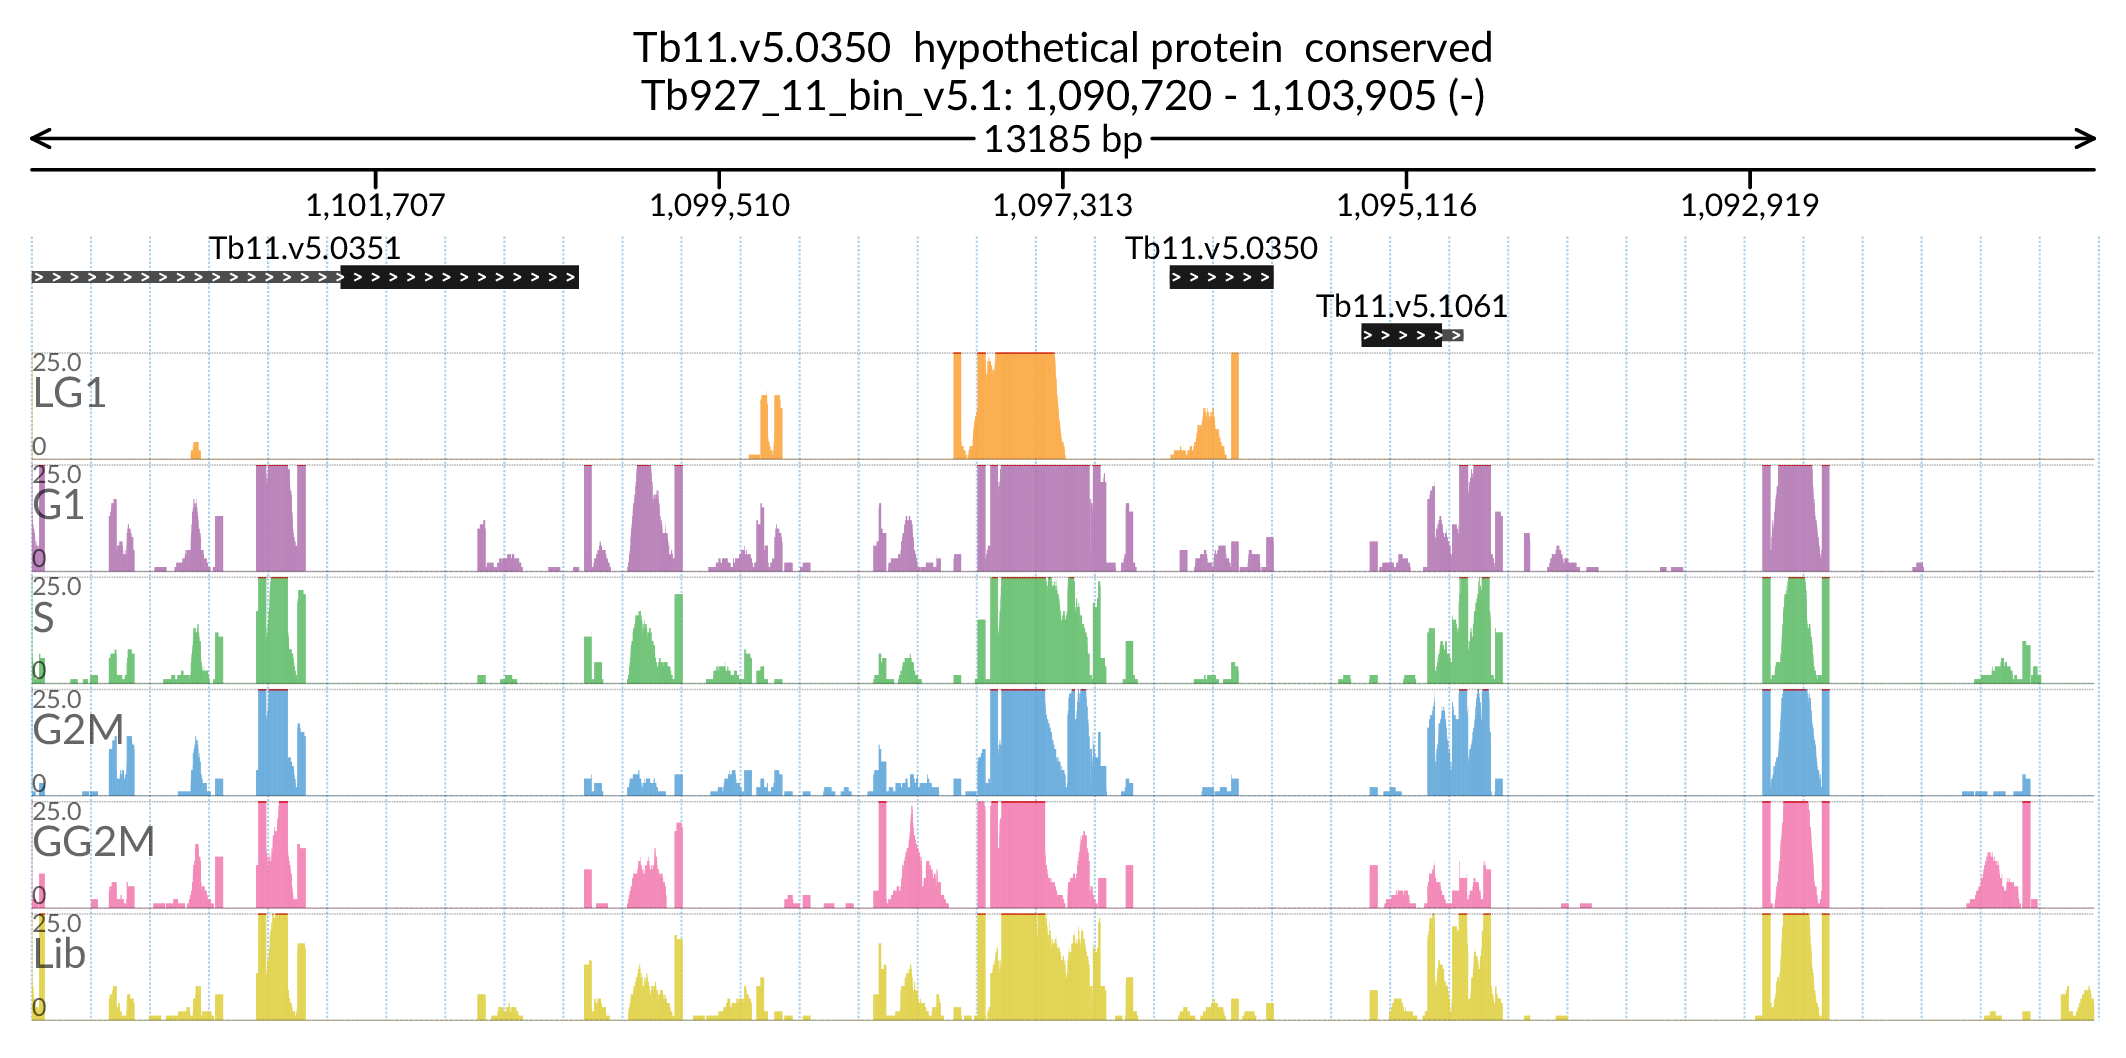 Tb11.v5.0350 hypothetical protein conserved
Tb927_11_bin_v5.1: 1,090,720 - 1,103,905 (-)
13185 bp
1,101,707 1,099,510 1,097,313 1,095,116 1,092,919
Tb11.v5.0351 Tb11.v5.0350
Tb11.v5.1061
25.0
LG1
0
25.0
G1
0
25.0
S
0
25.0
G2M
0
25.0
GG2M
0
25.0
Lib
0